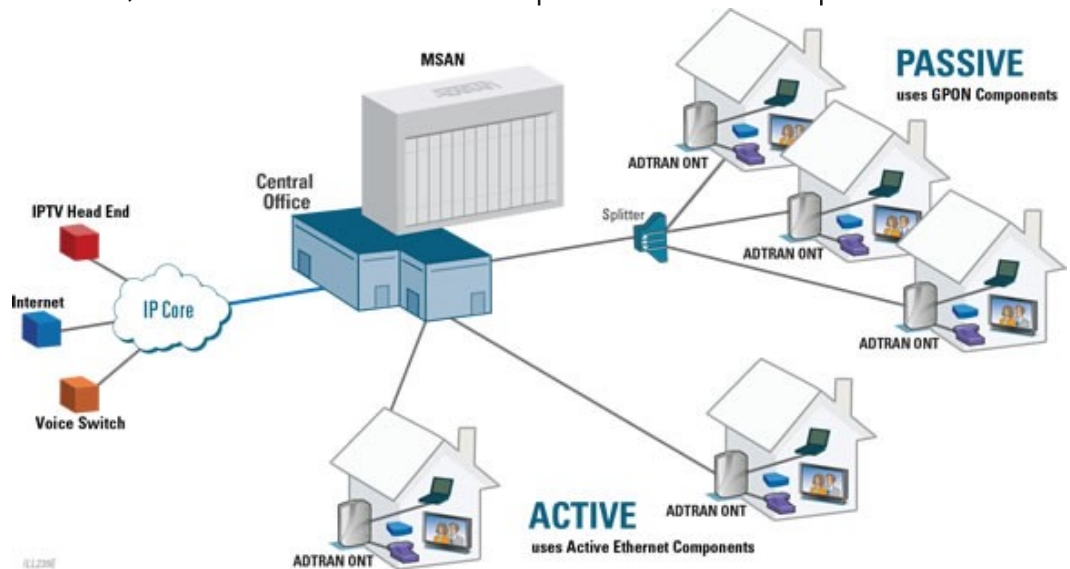 MSAN
PASSIVE
uses GPON Components
ADTRAN ONT
Central
Office
IPTV Head End
Splitter
ADTRAN ONT
Internet
IP Core
ADTRAN ONT
Voice Switch
ACTIVE
uses Active Ethernet Components
ADTRAN ONT
ADTRAN ONT